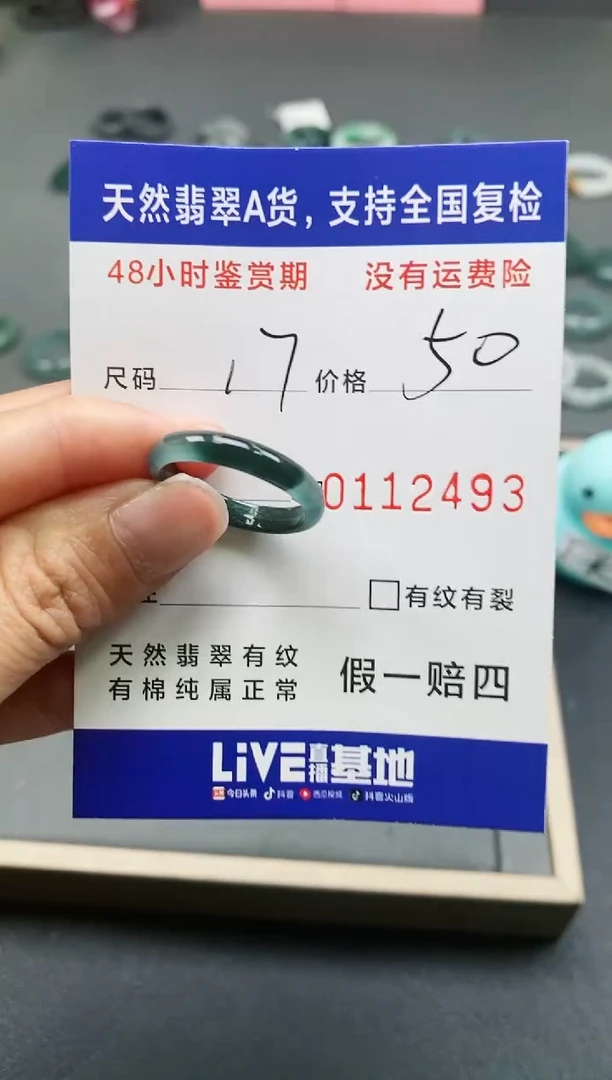 天然翡翠A货，支持全国复检
48小时鉴赏期 没有运费险
尺码 17 价格 50
0112493
□有纹有裂
天然翡翠有纹
有棉纯属正常
假一赔四
LiVE直播基地
今日头条 抖音 西瓜视频 抖音火山版